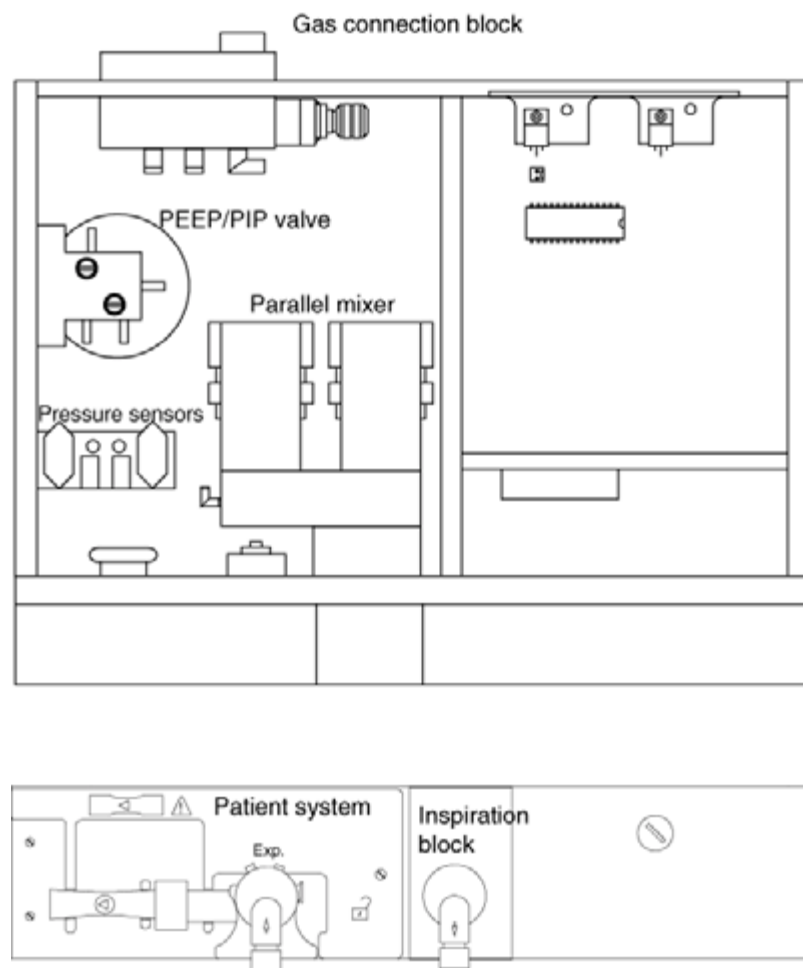 Gas connection block
PEEP/PIP valve
Parallel mixer
Pressure sensors
Patient system
Exp.
Inspiration
block